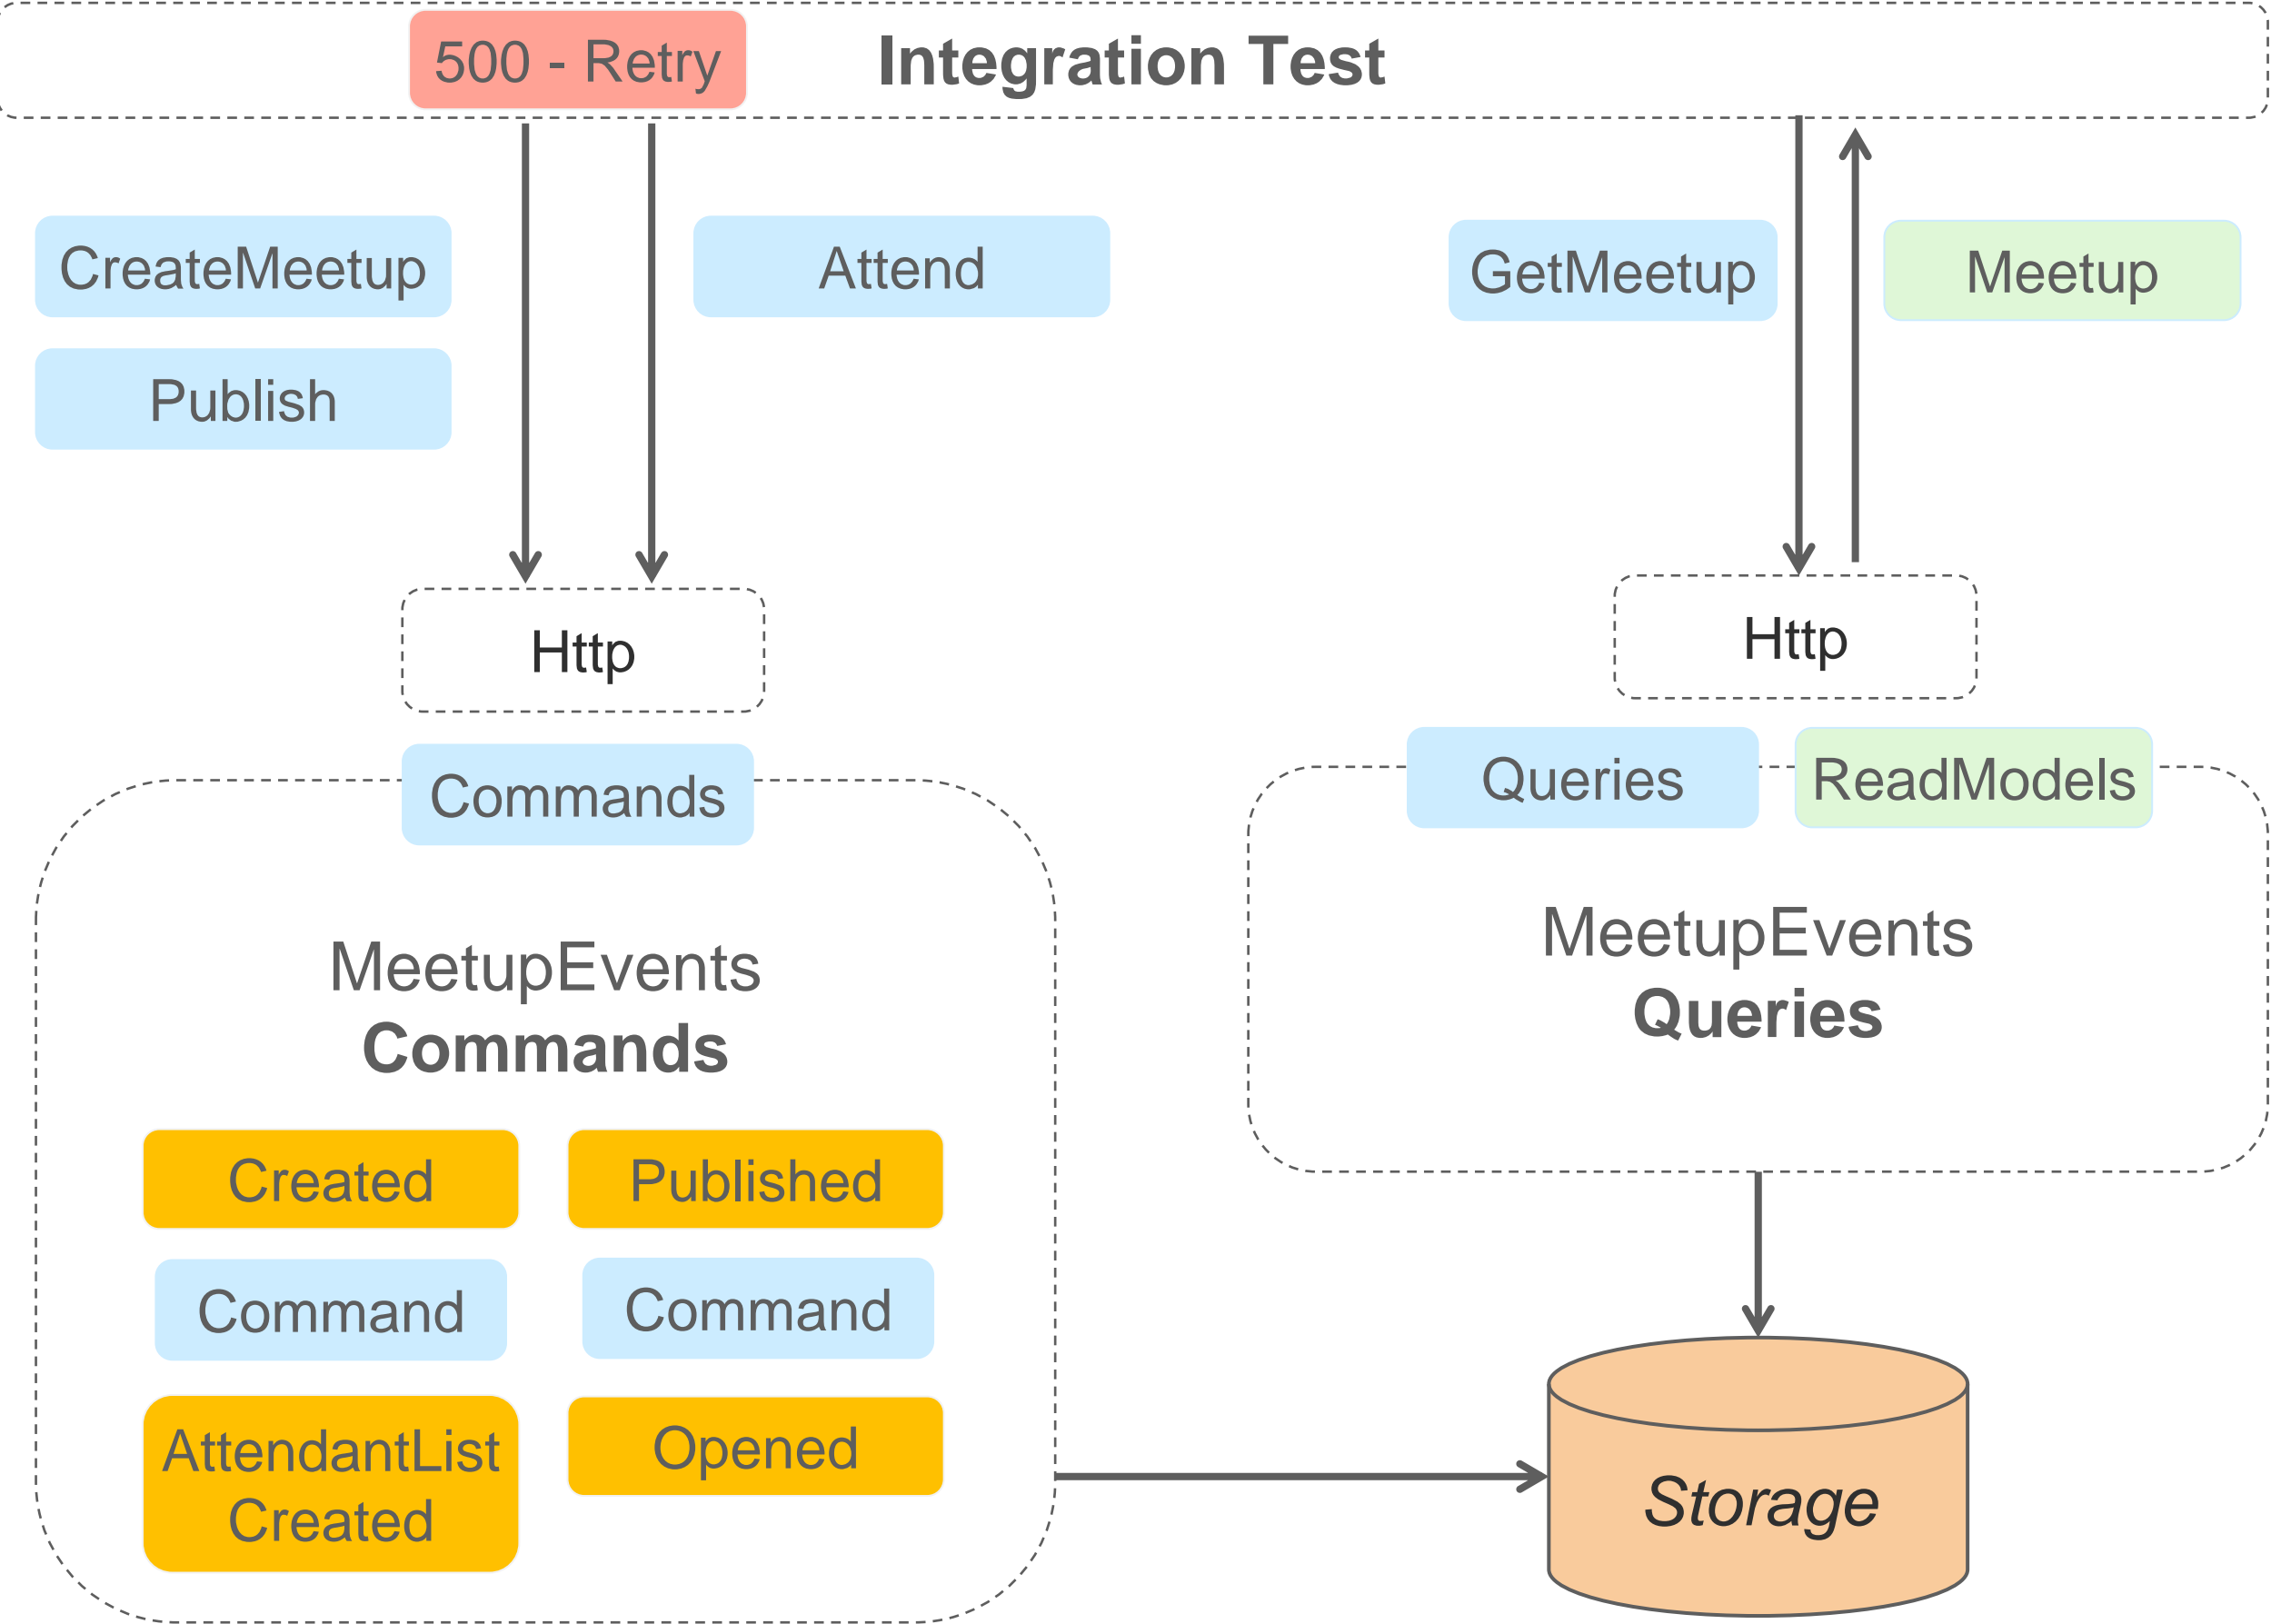 500 - Retry
Integration Test
CreateMeetup
Attend
GetMeetup
Meetup
Publish
Http
Http
Commands
Queries
ReadModels
MeetupEvents
Commands
MeetupEvents
Queries
Created
Published
Command
Command
AttendantList
Created
Opened
Storage